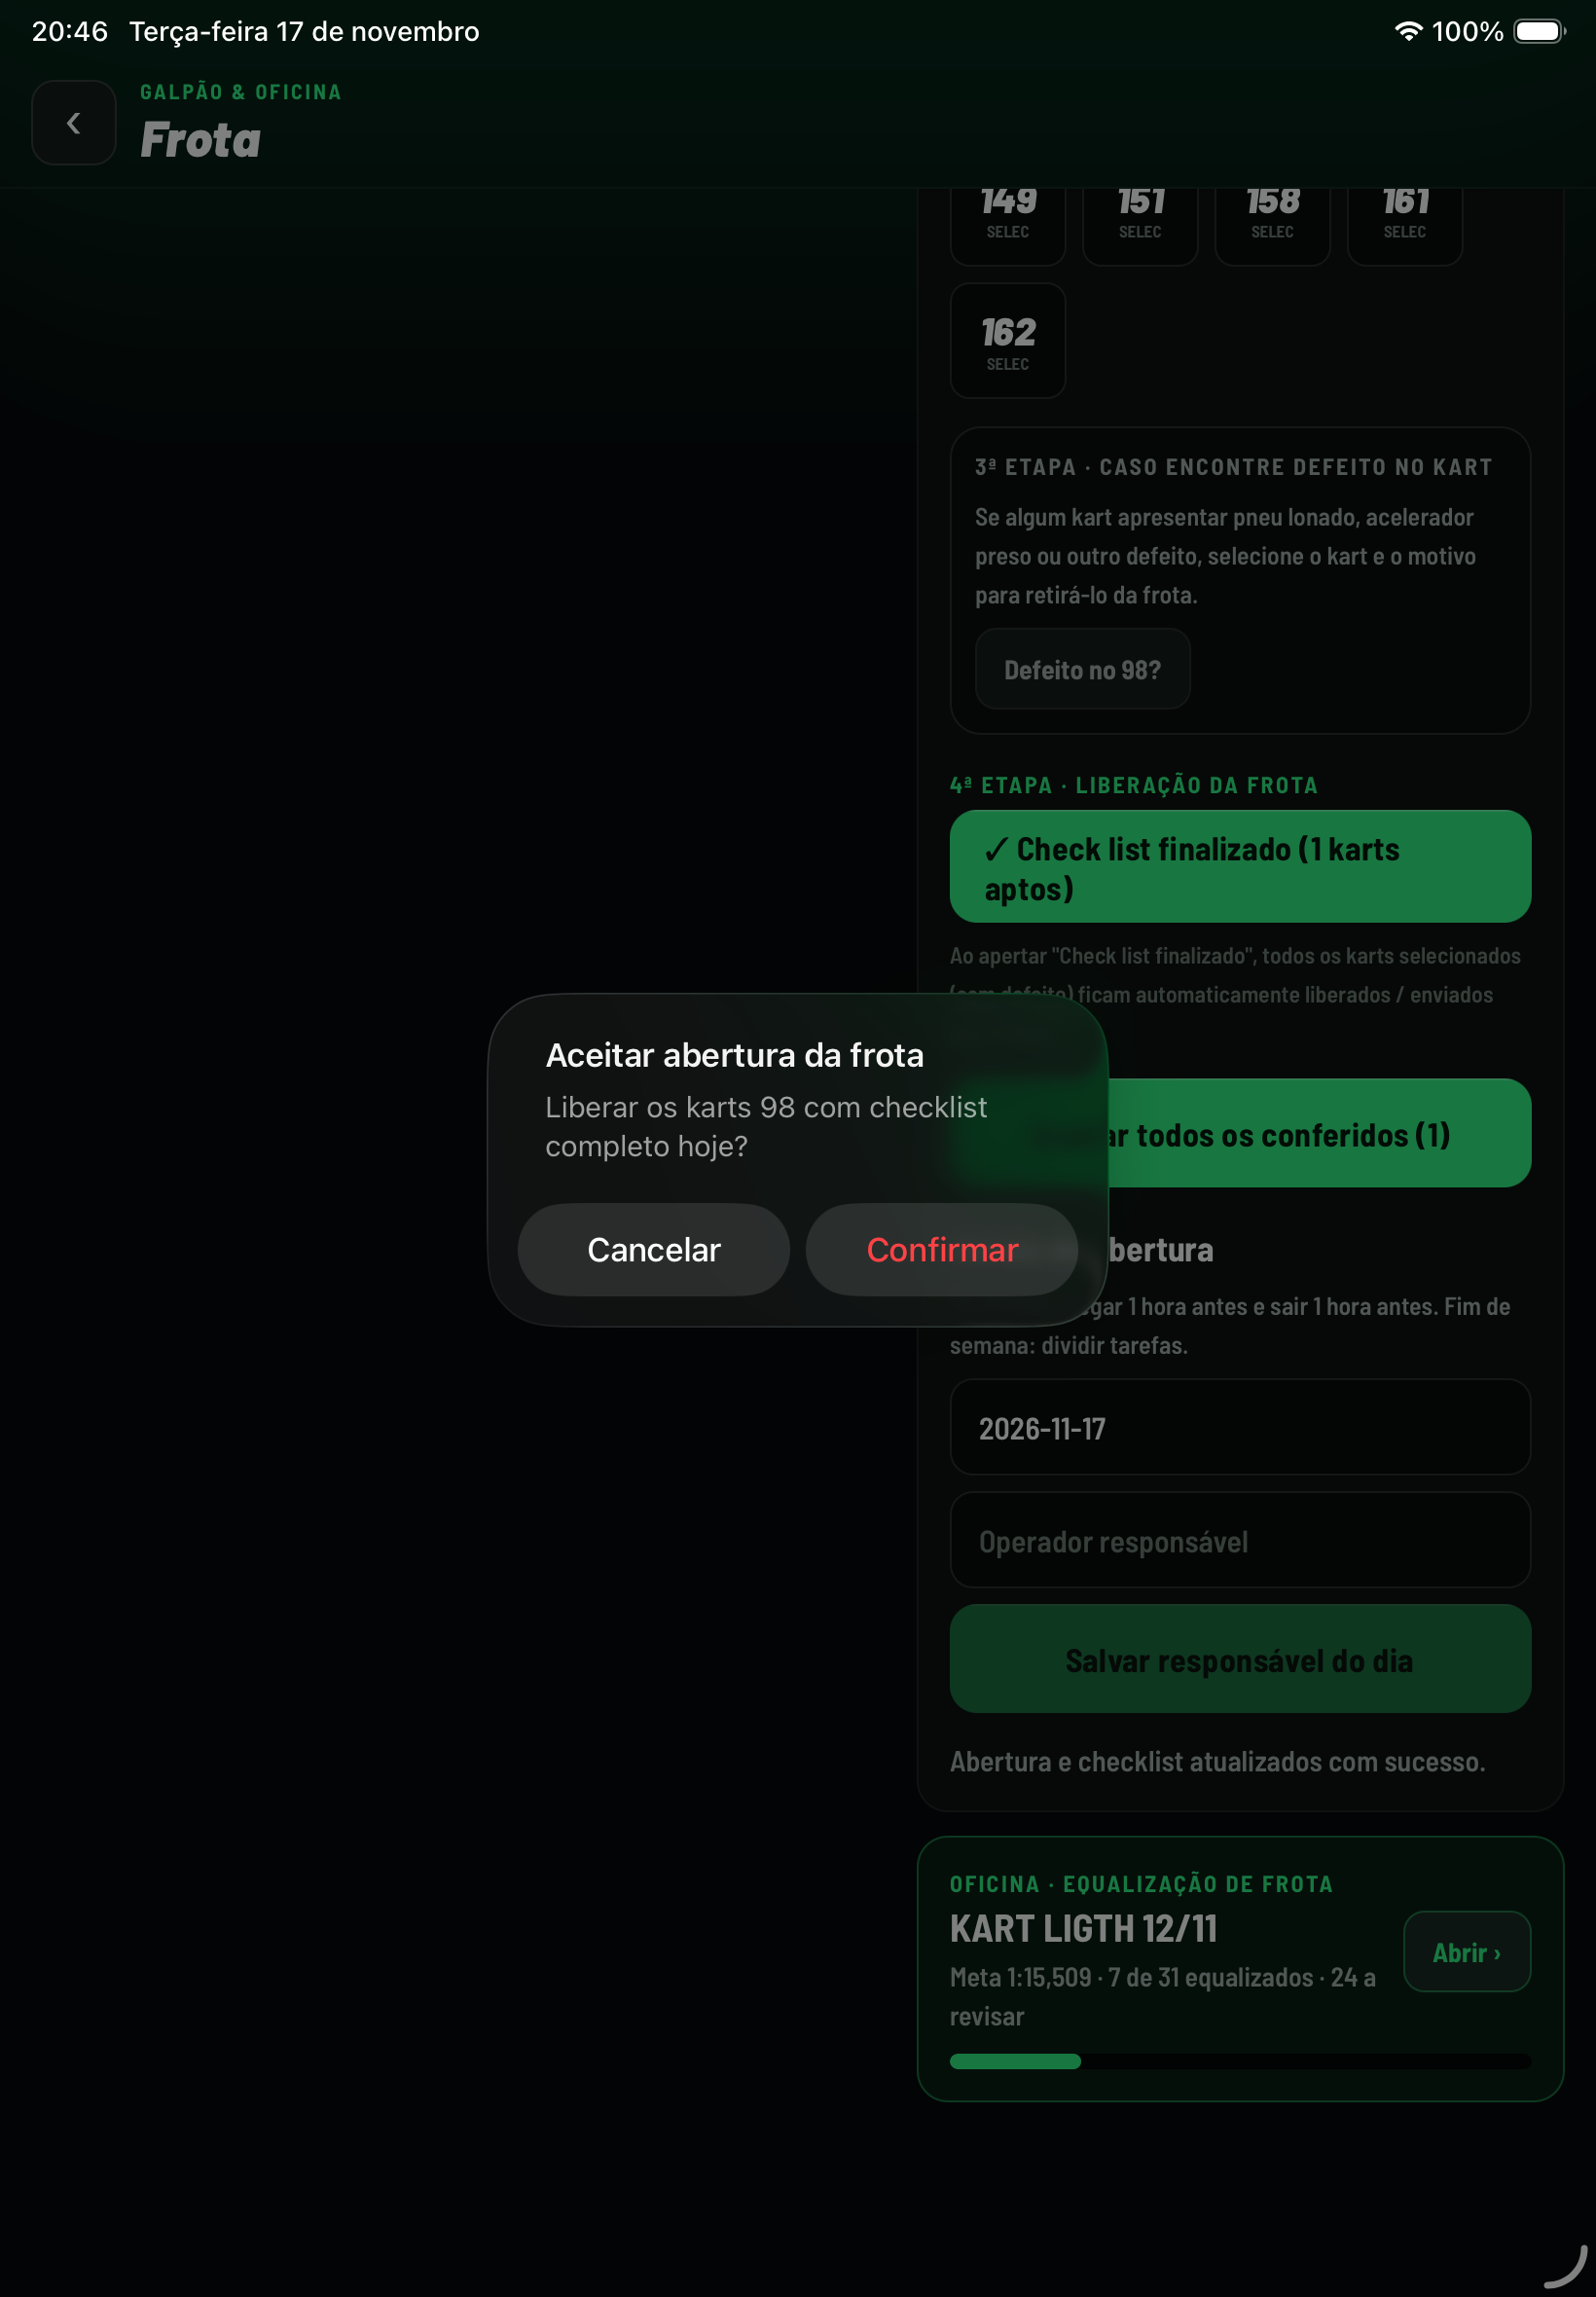 20:46 Terça-feira 17 de novembro
100%
GALPÃO & OFICINA
Frota
149 151 158 161
SELEC SELEC SELEC SELEC
162
SELEC
3ª ETAPA · CASO ENCONTRE DEFEITO NO KART
Se algum kart apresentar pneu lonado, acelerador
preso ou outro defeito, selecione o kart e o motivo
para retirá-lo da frota.
Defeito no 98?
4ª ETAPA · LIBERAÇÃO DA FROTA
✓ Check list finalizado (1 karts
aptos)
Ao apertar "Check list finalizado", todos os karts selecionados
(sem defeito) ficam automaticamente liberados / enviados
Aceitar abertura da frota
Liberar os karts 98 com checklist
completo hoje?
Cancelar Confirmar
todos os conferidos (1)
1 hora antes e sair 1 hora antes. Fim de
semana: dividir tarefas.
2026-11-17
Operador responsável
Salvar responsável do dia
Abertura e checklist atualizados com sucesso.
OFICINA · EQUALIZAÇÃO DE FROTA
KART LIGTH 12/11
Abrir ›
Meta 1:15,509 · 7 de 31 equalizados · 24 a
revisar